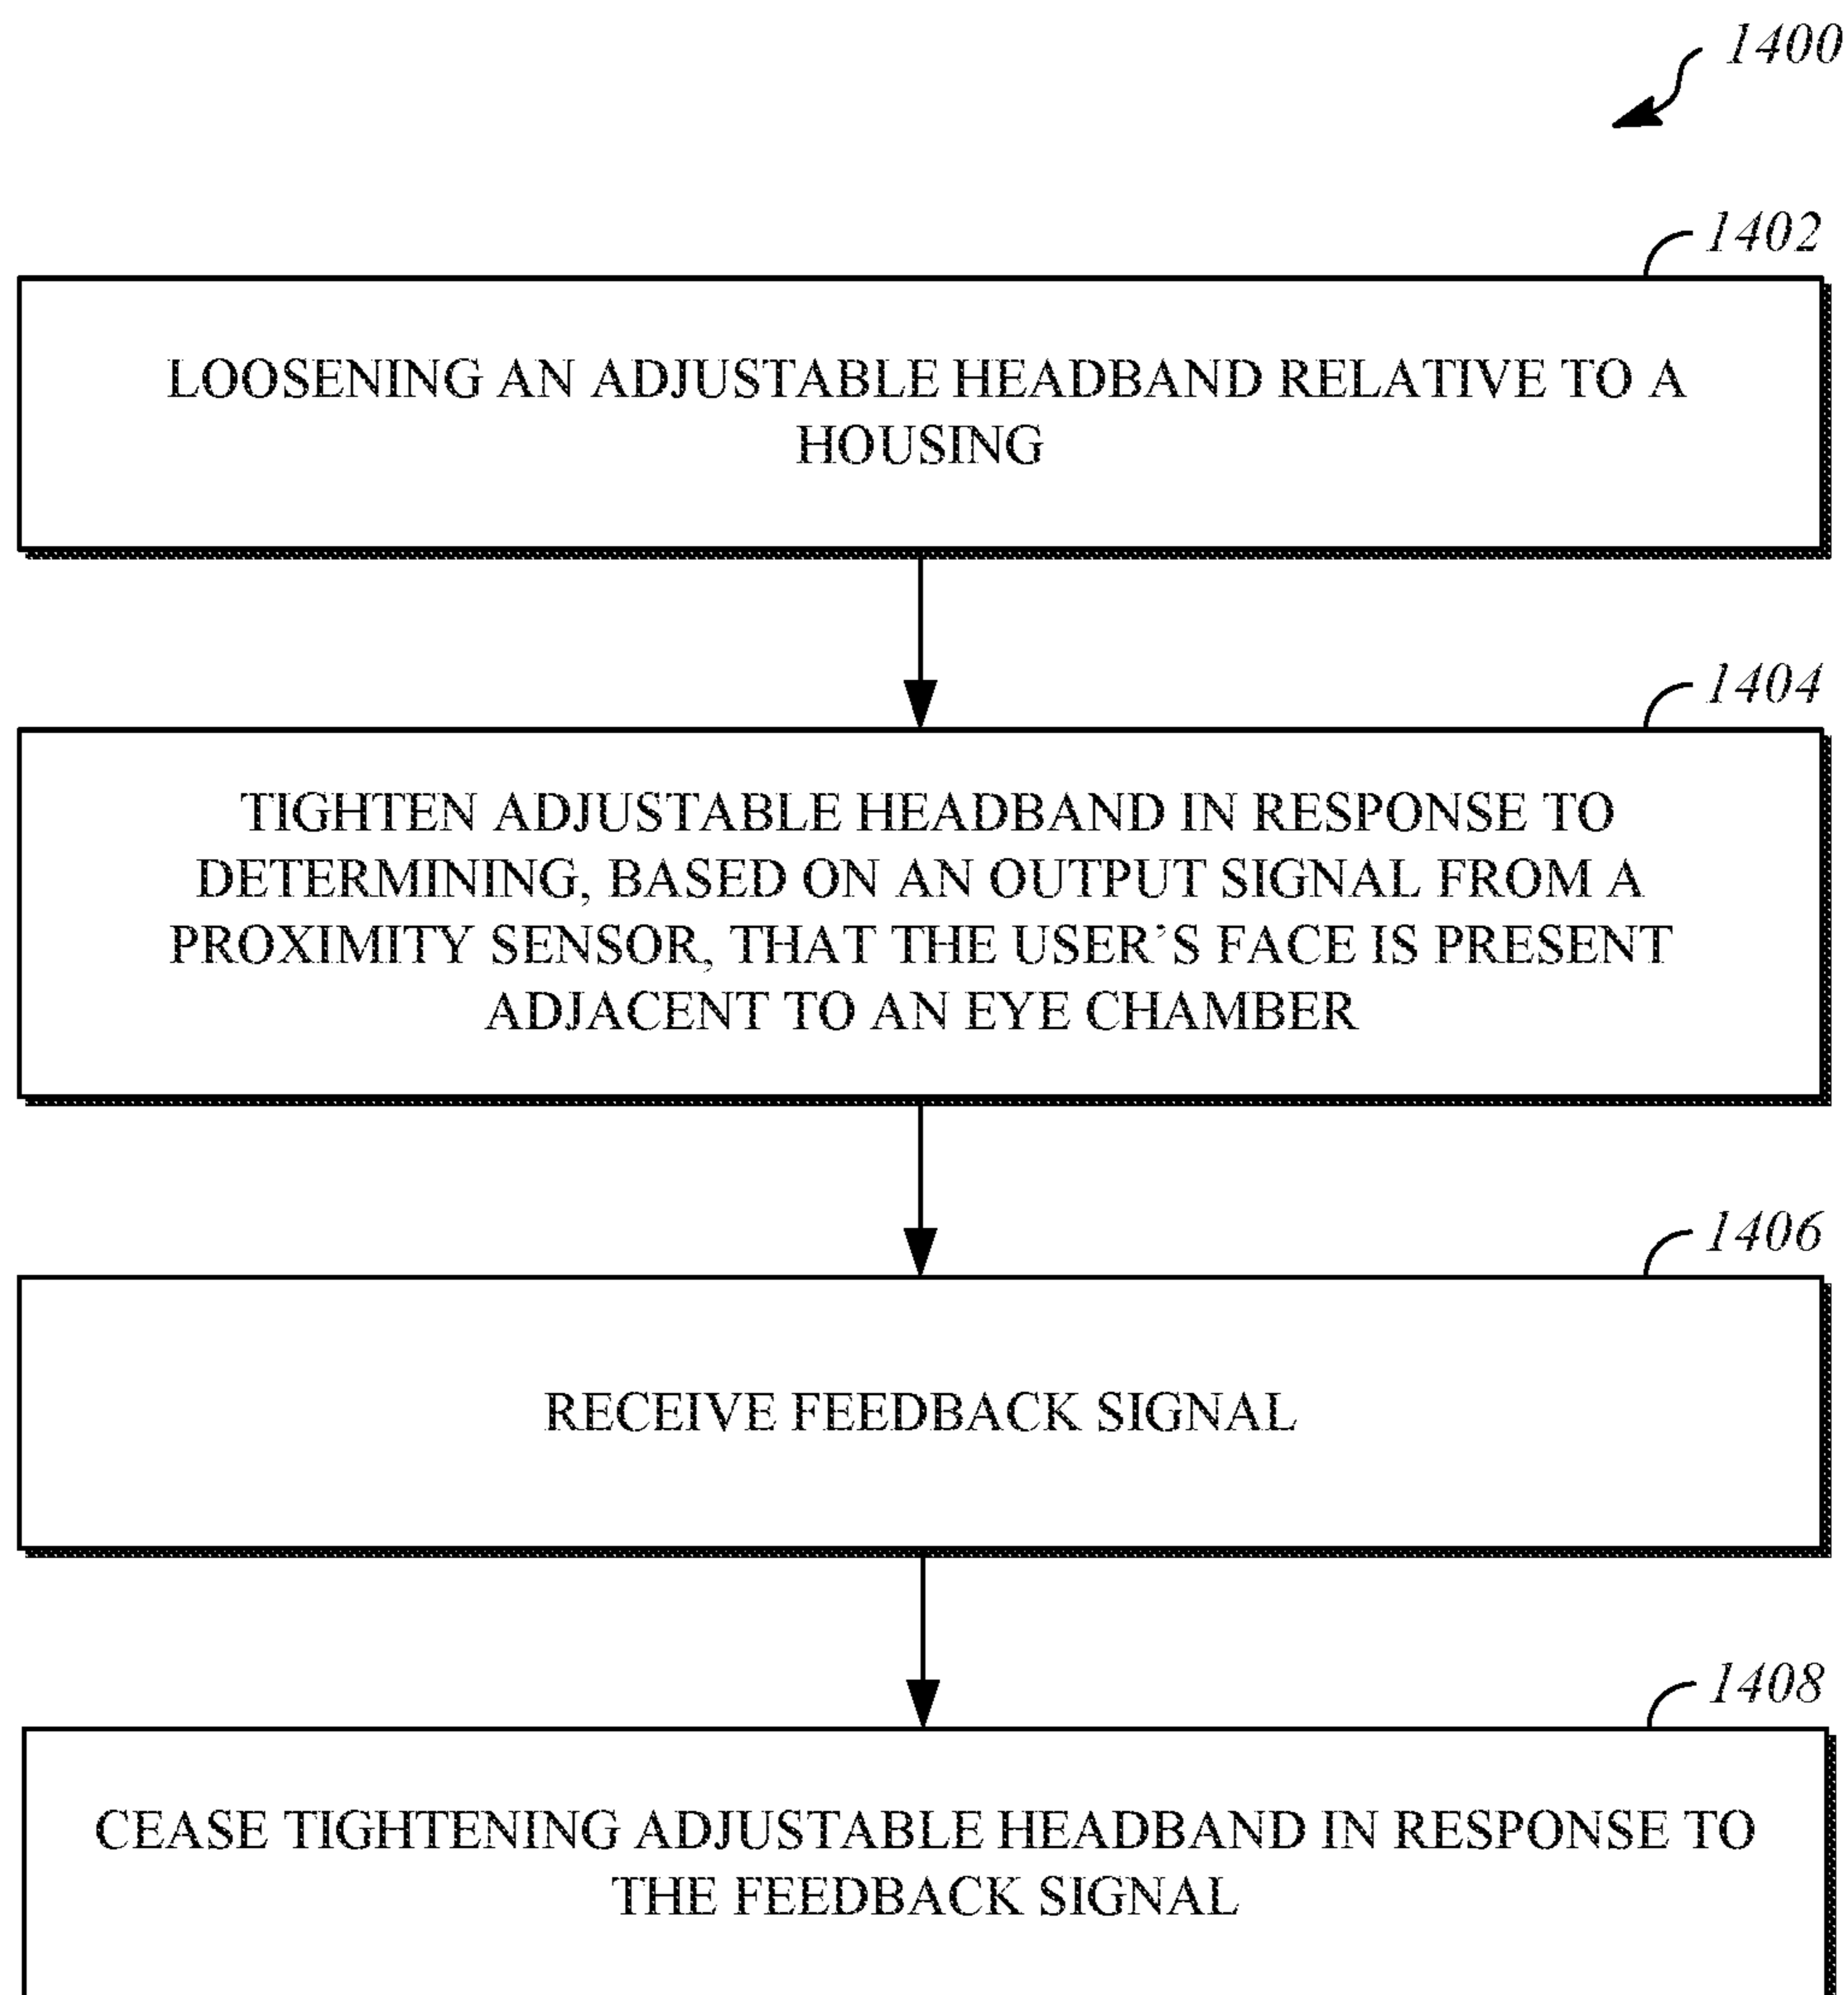 1400
1402
LOOSENING AN ADJUSTABLE HEADBAND RELATIVE TO A
HOUSING
1404
TIGHTEN ADJUSTABLE HEADBAND IN RESPONSE TO
DETERMINING, BASED ON AN OUTPUT SIGNAL FROM A
PROXIMITY SENSOR, THAT THE USER'S FACE IS PRESENT
ADJACENT TO AN EYE CHAMBER
1406
RECEIVE FEEDBACK SIGNAL
1408
CEASE TIGHTENING ADJUSTABLE HEADBAND IN RESPONSE TO
THE FEEDBACK SIGNAL